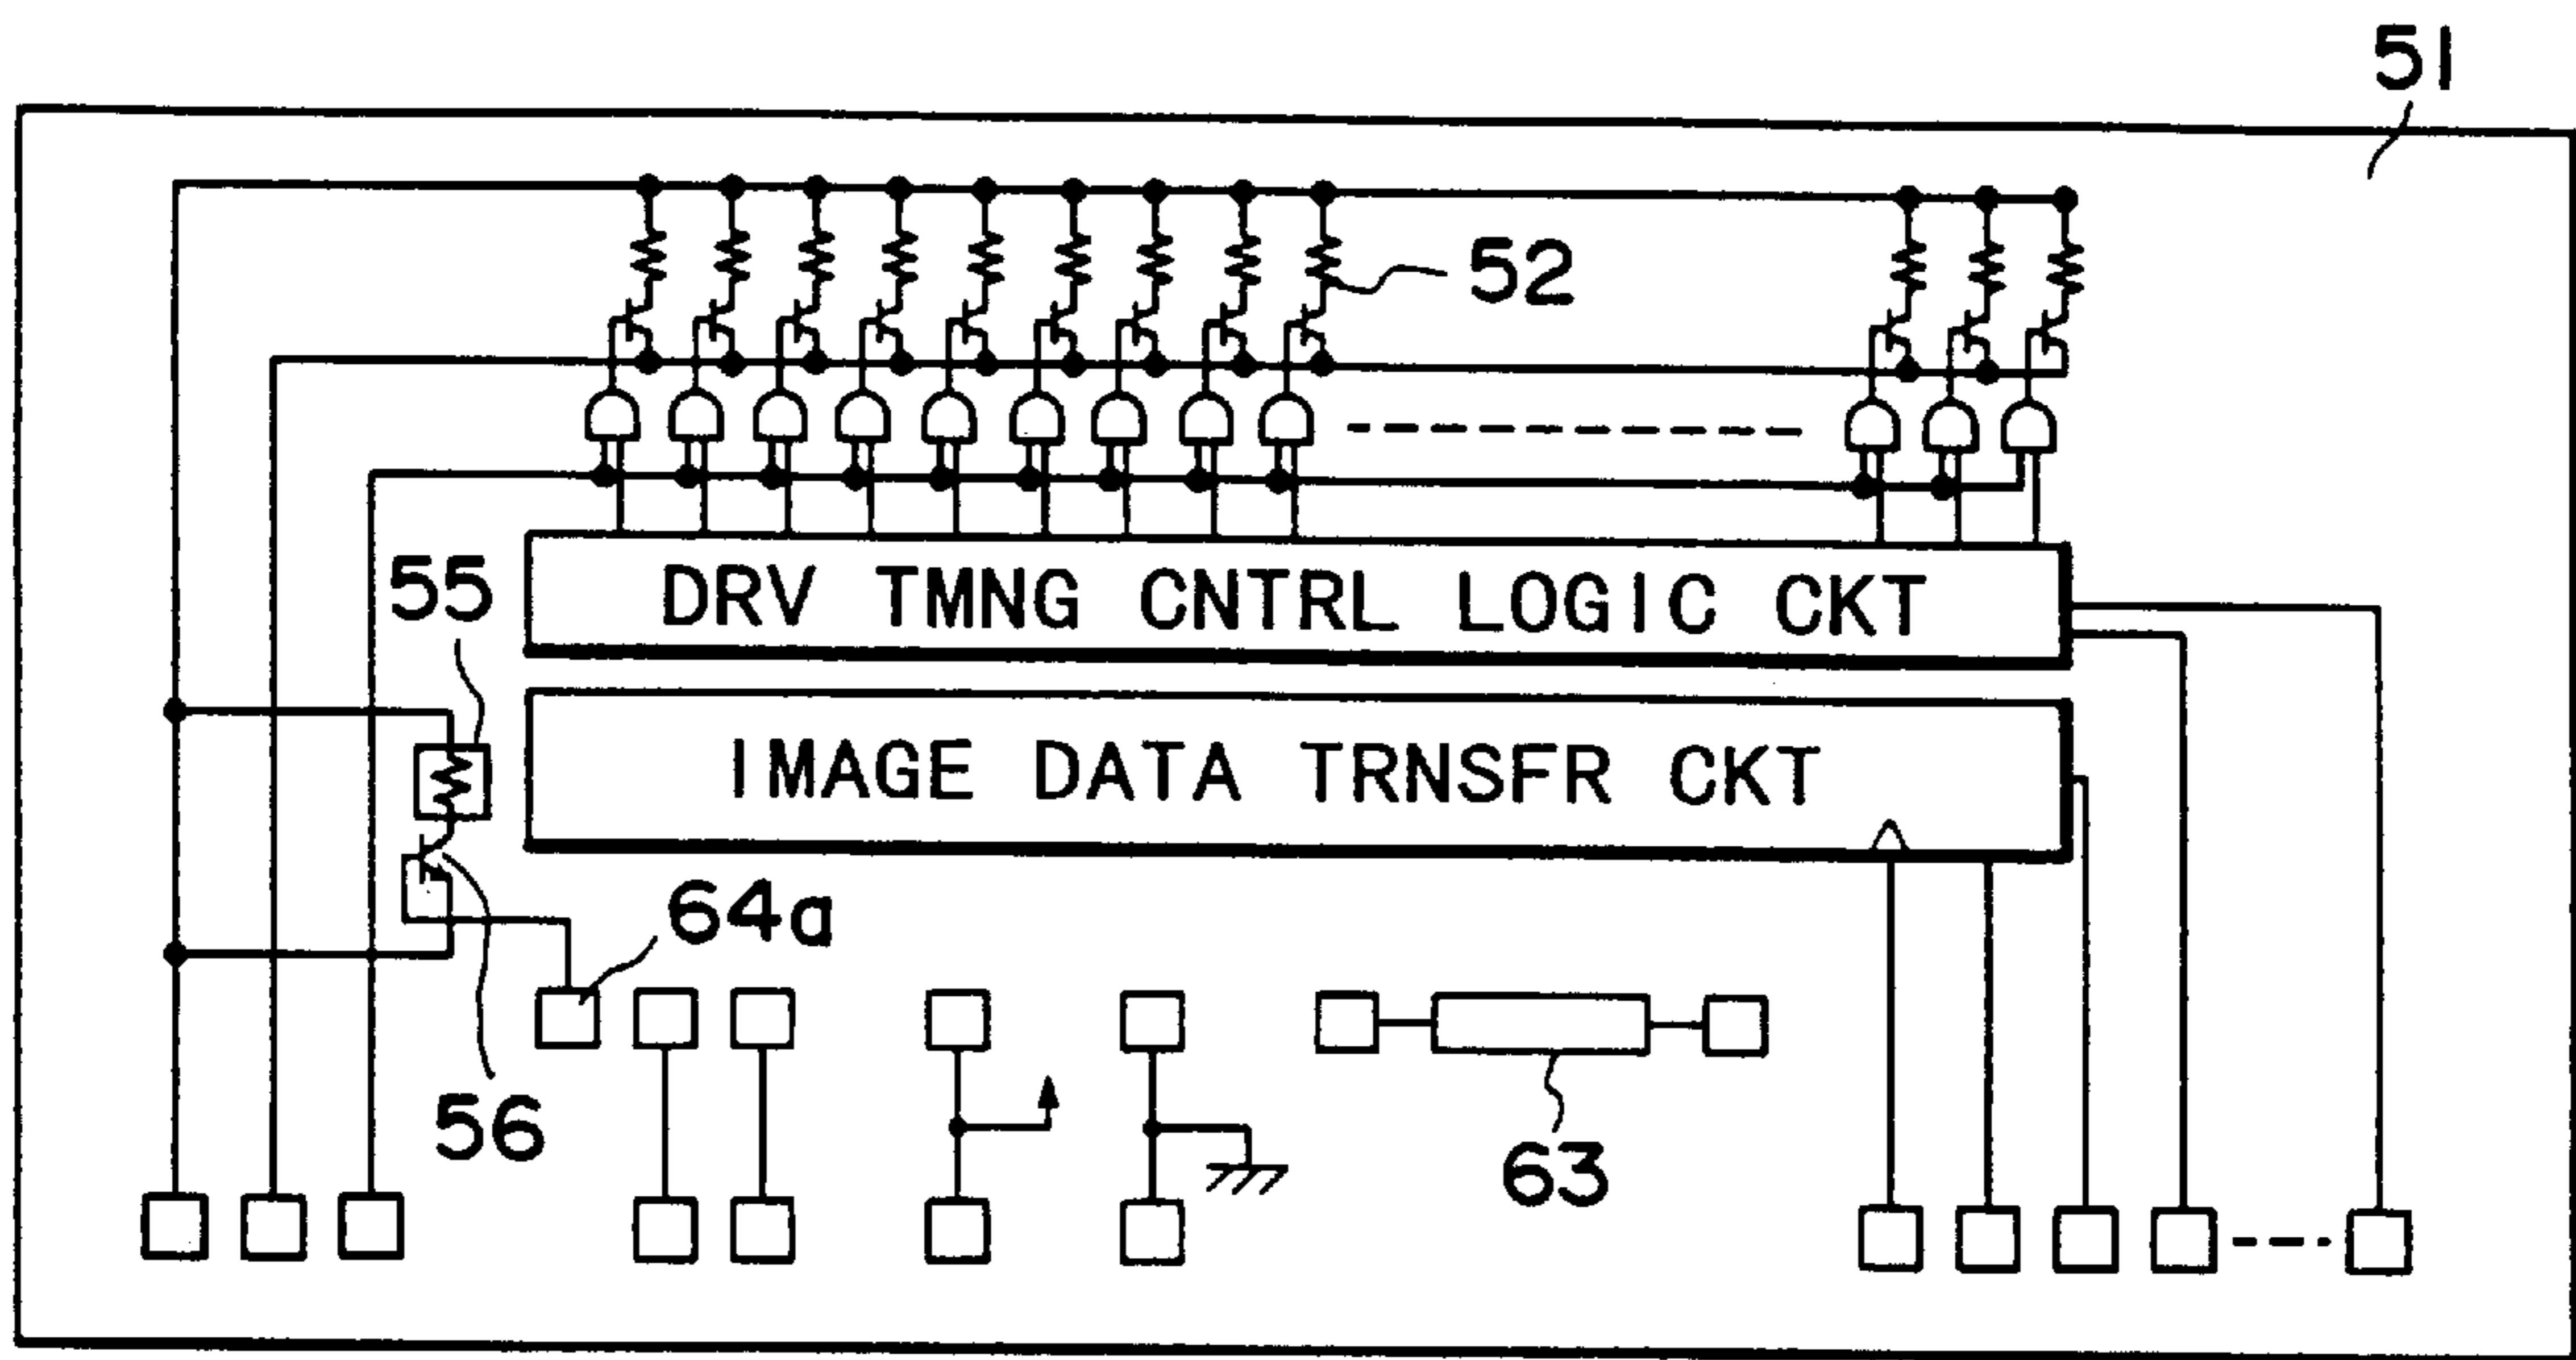 51
52
DRV TMNG CNTRL LOGIC CKT
55
IMAGE DATA TRNSFR CKT
64a
56
63